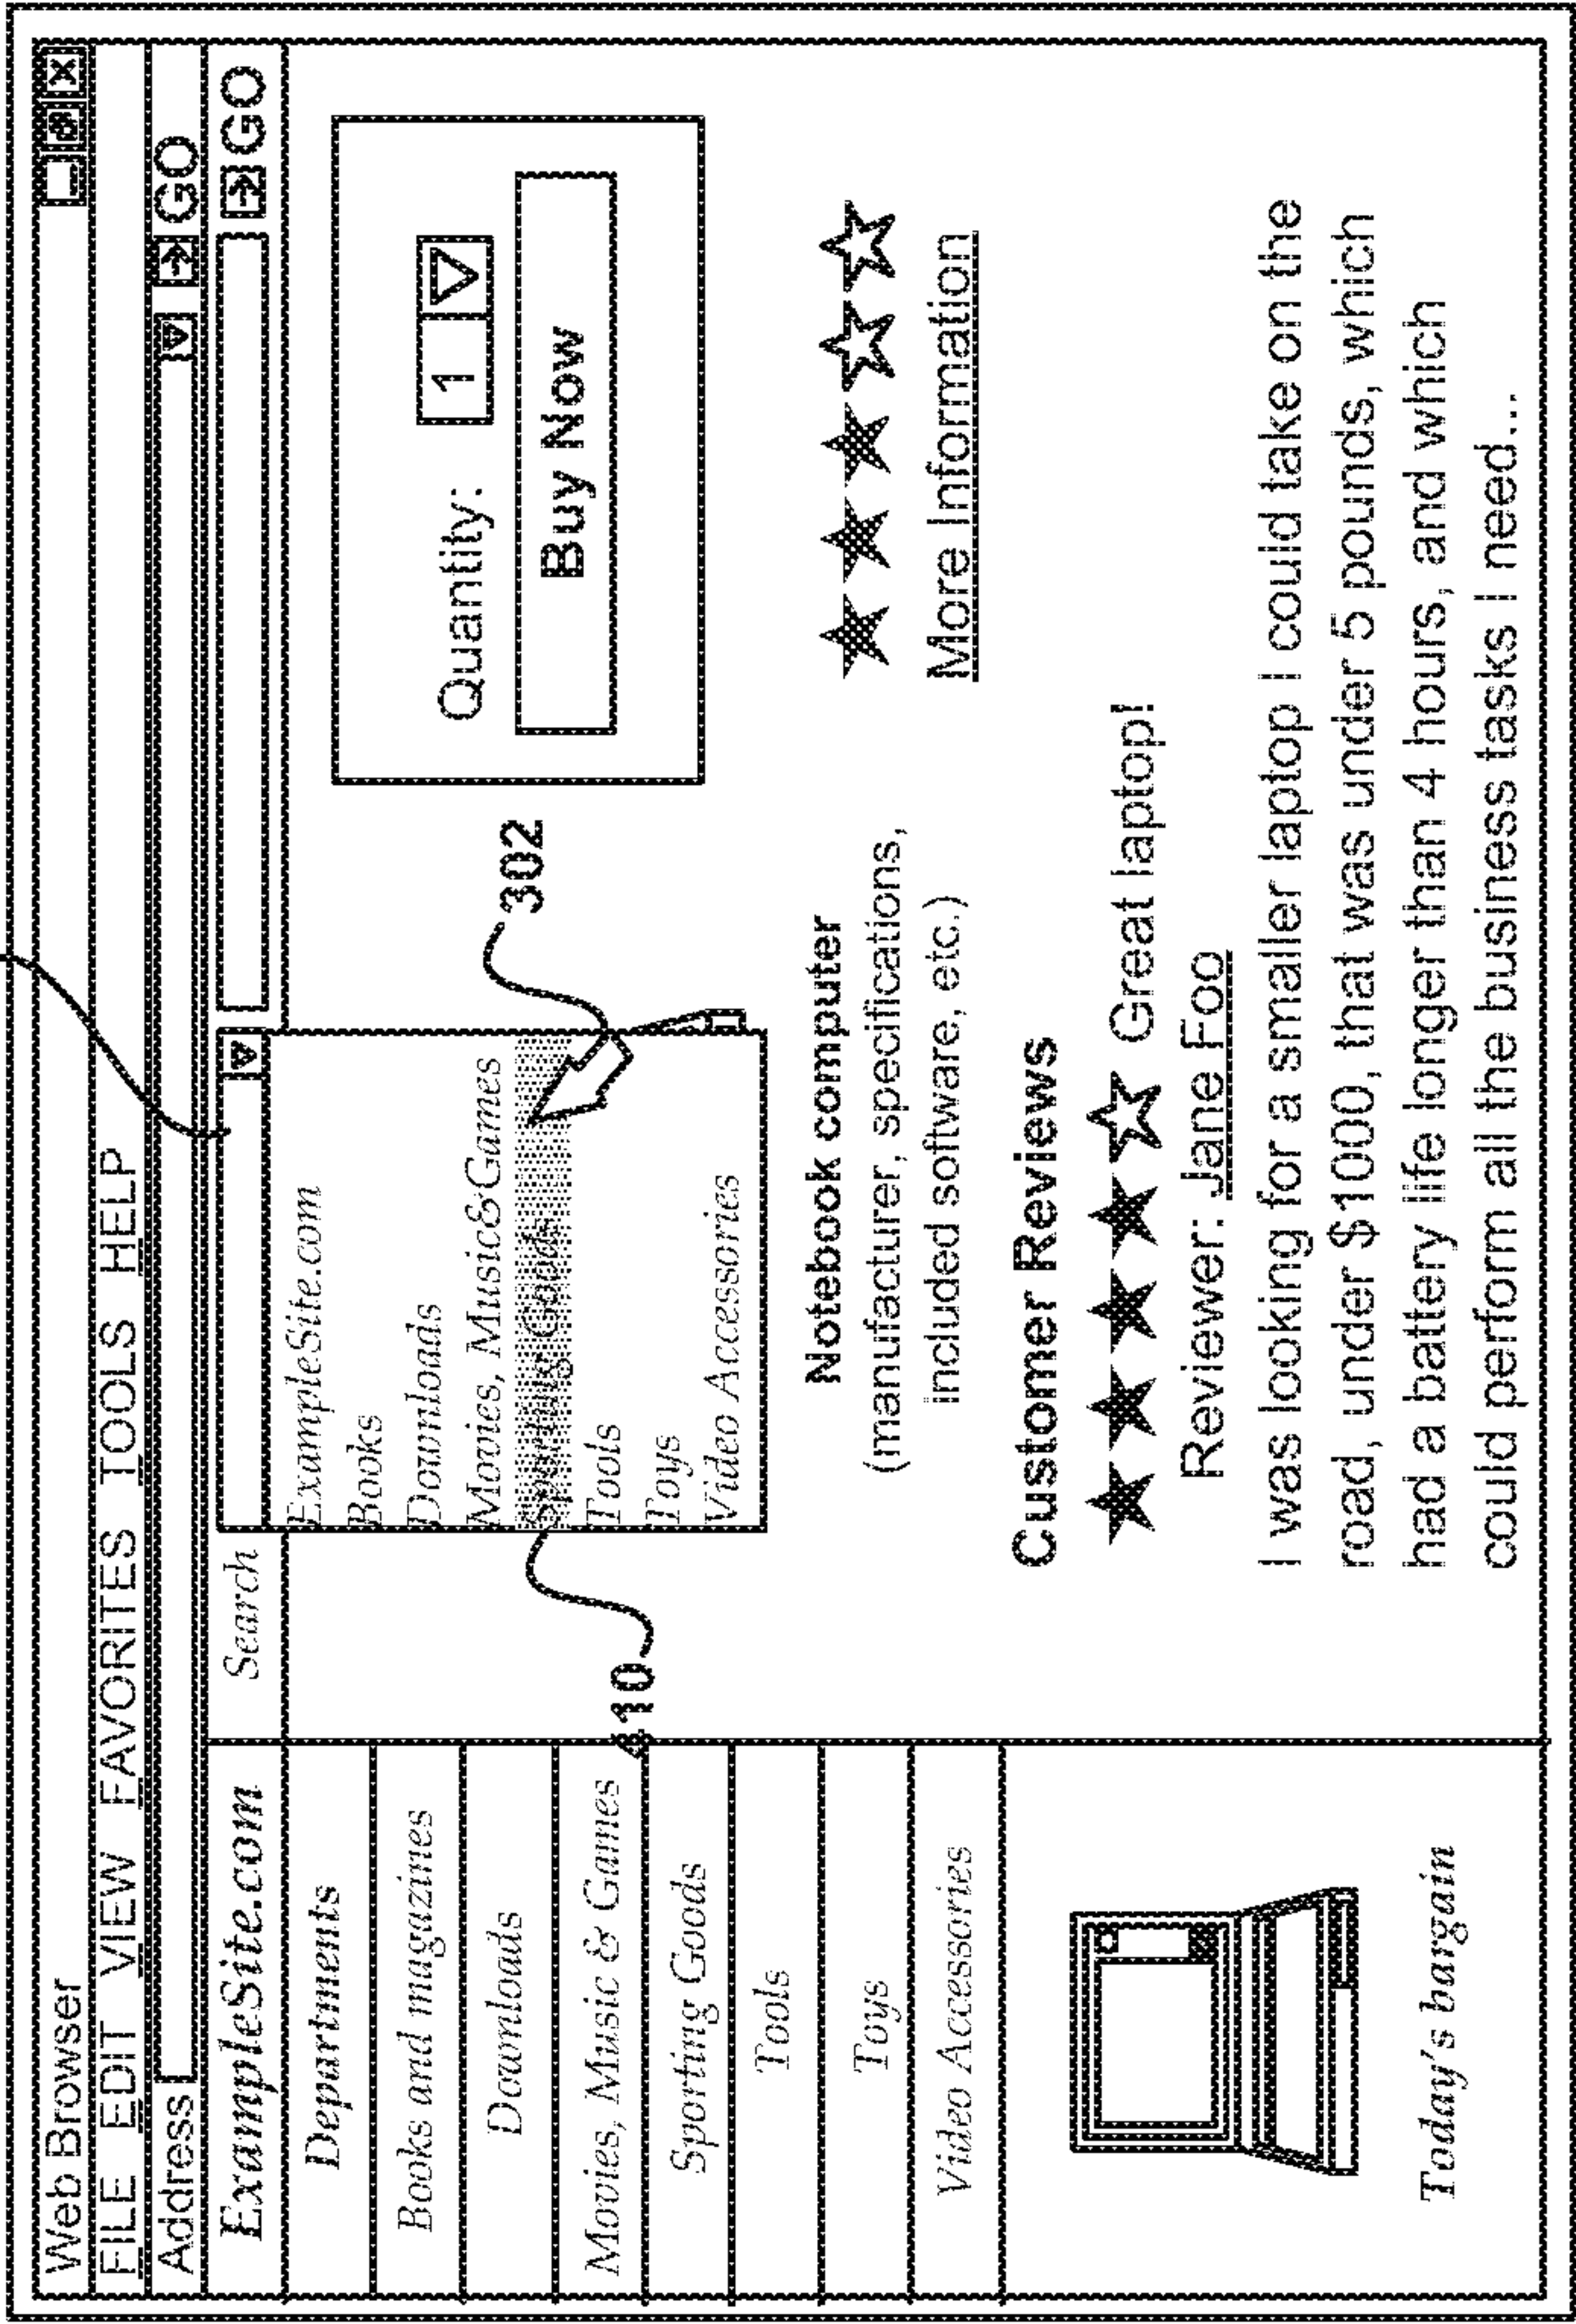 Web Browser
FILE EDIT VIEW FAVORITES TOOLS HELP
Address
GO
ExampleSite.com
Search
GO
Departments
Books and magazines
Downloads
Movies, Music & Games
Sporting Goods
Tools
Toys
Video Accessories
Today's bargain
ExampleSite.com
Books
Downloads
Movies, Music&Games
Sporting Goods
Tools
Toys
Video Accessories
410
302
Quantity: 1
Buy Now
Notebook computer
(manufacturer, specifications,
included software, etc.)
More Information
Customer Reviews
Great laptop!
Reviewer: Jane Foo
I was looking for a smaller laptop I could take on the
road, under $1000, that was under 5 pounds, which
had a battery life longer than 4 hours, and which
could perform all the business tasks I need...